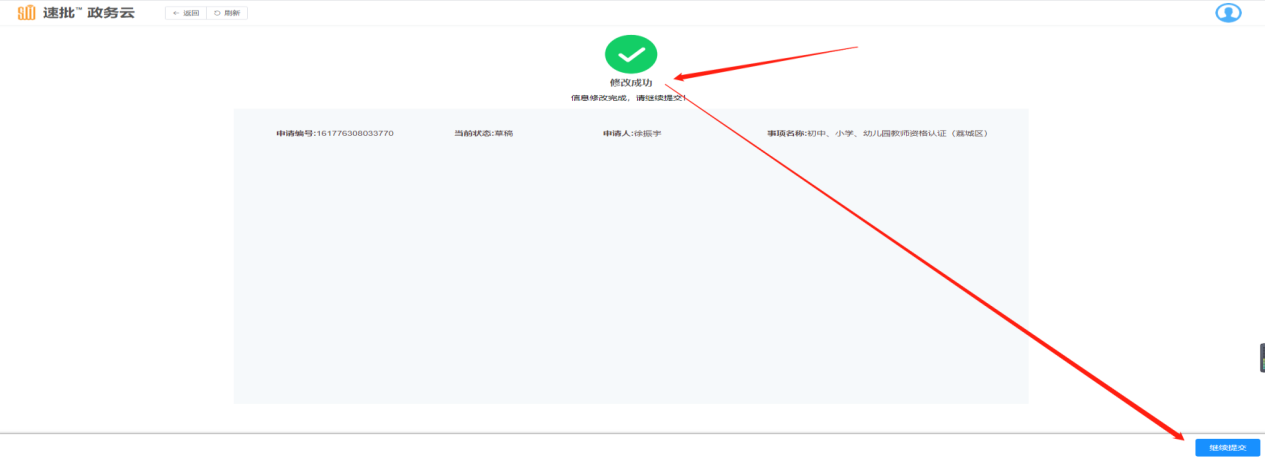 速批™ 政务云
← 返回
刷新
修改成功
信息修改完成，请继续提交！
申请编号:161776308033770
当前状态:草稿
申请人:徐振宇
事项名称:初中、小学、幼儿园教师资格认证（荔城区）
继续提交